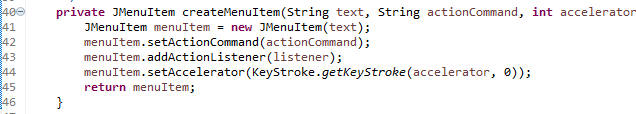 40 private JMenuItem createMenuItem(String text, String actionCommand, int accelerator
41 JMenuItem menuItem = new JMenuItem(text);
42 menuItem.setActionCommand(actionCommand);
43 menuItem.addActionListener(listener);
44 menuItem.setAccelerator(KeyStroke.getKeyStroke(accelerator, 0));
45 return menuItem;
46 }